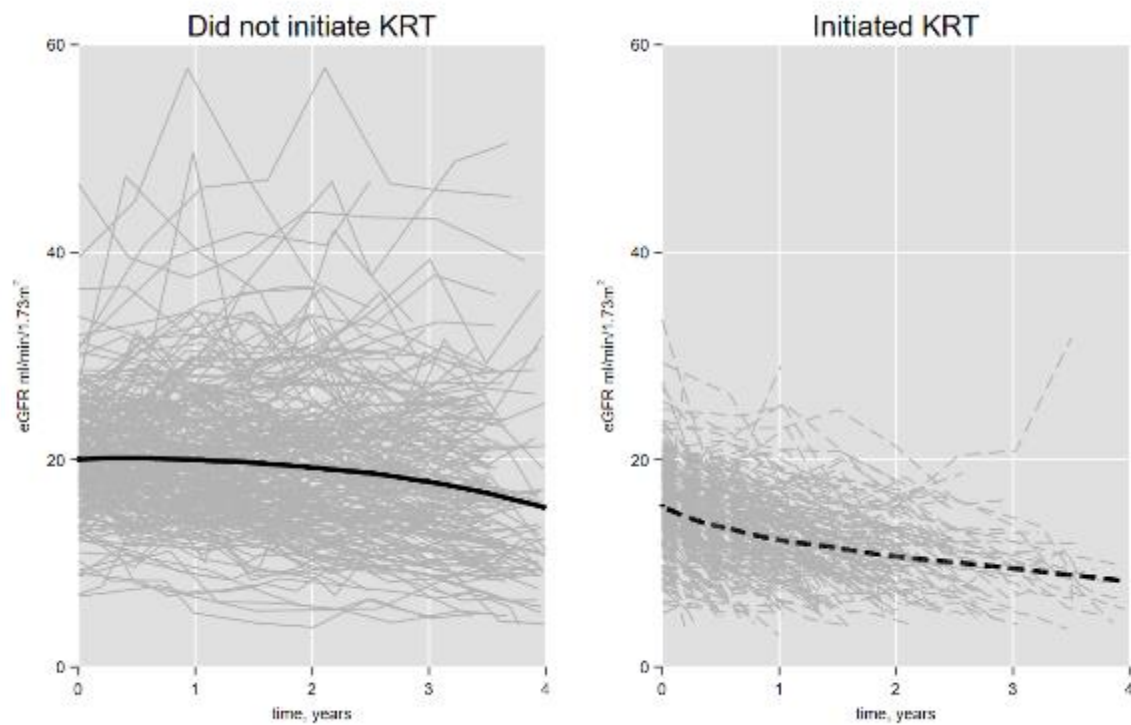 Did not initiate KRT
Initiated KRT
60
40
20
0
eGFR ml/min/1.73m²
0 1 2 3 4
time, years
60
40
20
0
eGFR ml/min/1.73m²
0 1 2 3 4
time, years